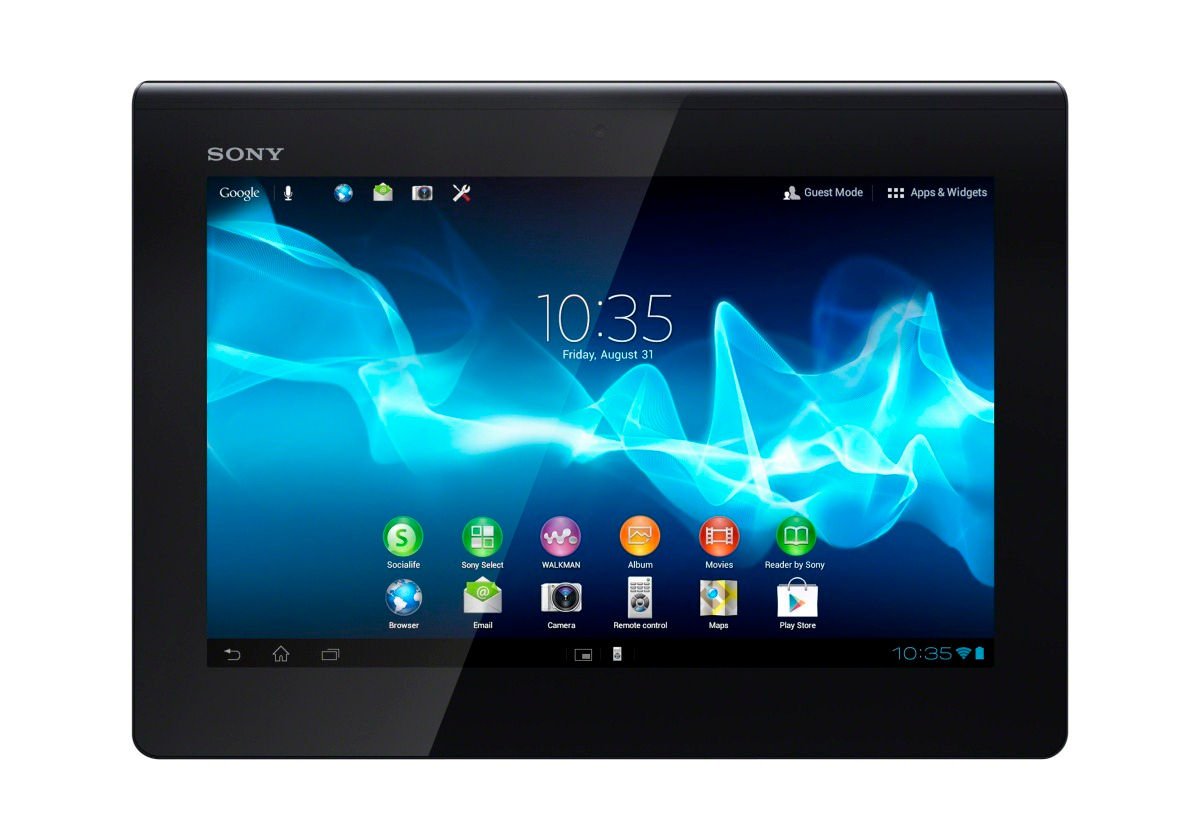 SONY
Google Guest Mode Apps & Widgets
10:35
Friday, August 31
S
Socialife Sony Select WALKMAN Album Movies Reader by Sony
@
Browser Email Camera Remote control Maps Play Store
10:35